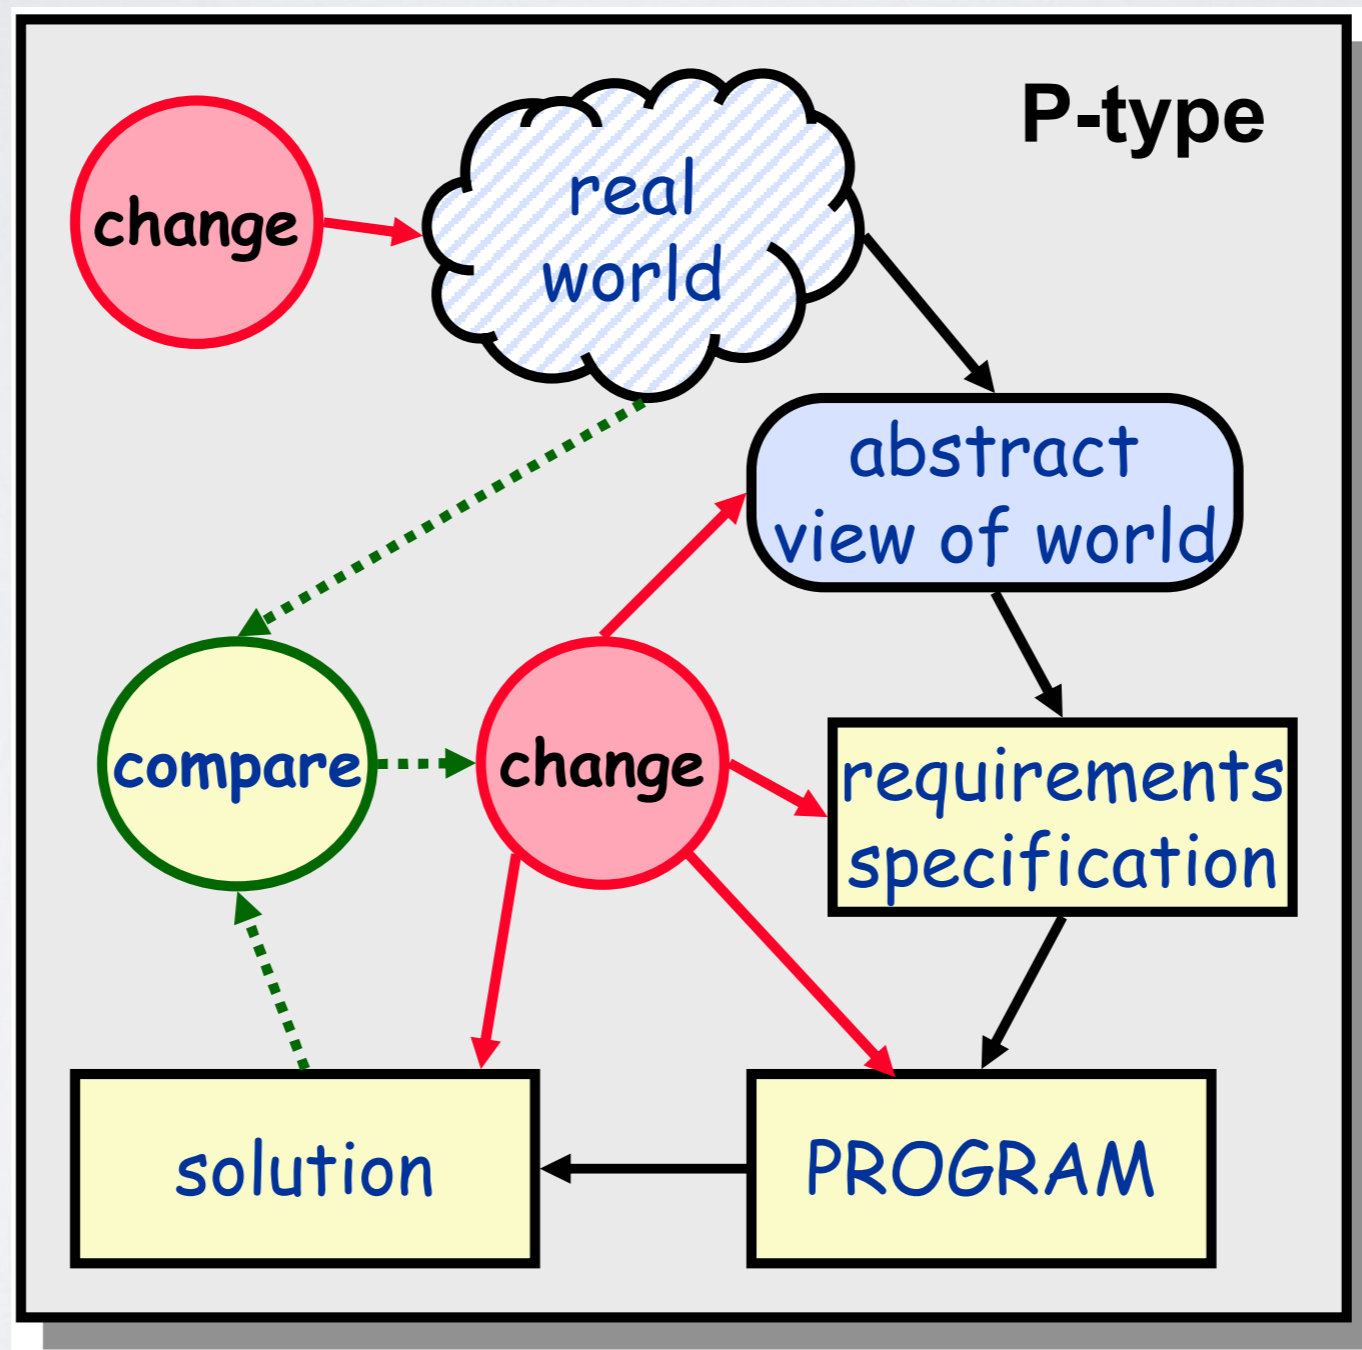 P-type
change
real
world
abstract
view of world
compare
change
requirements
specification
solution
PROGRAM